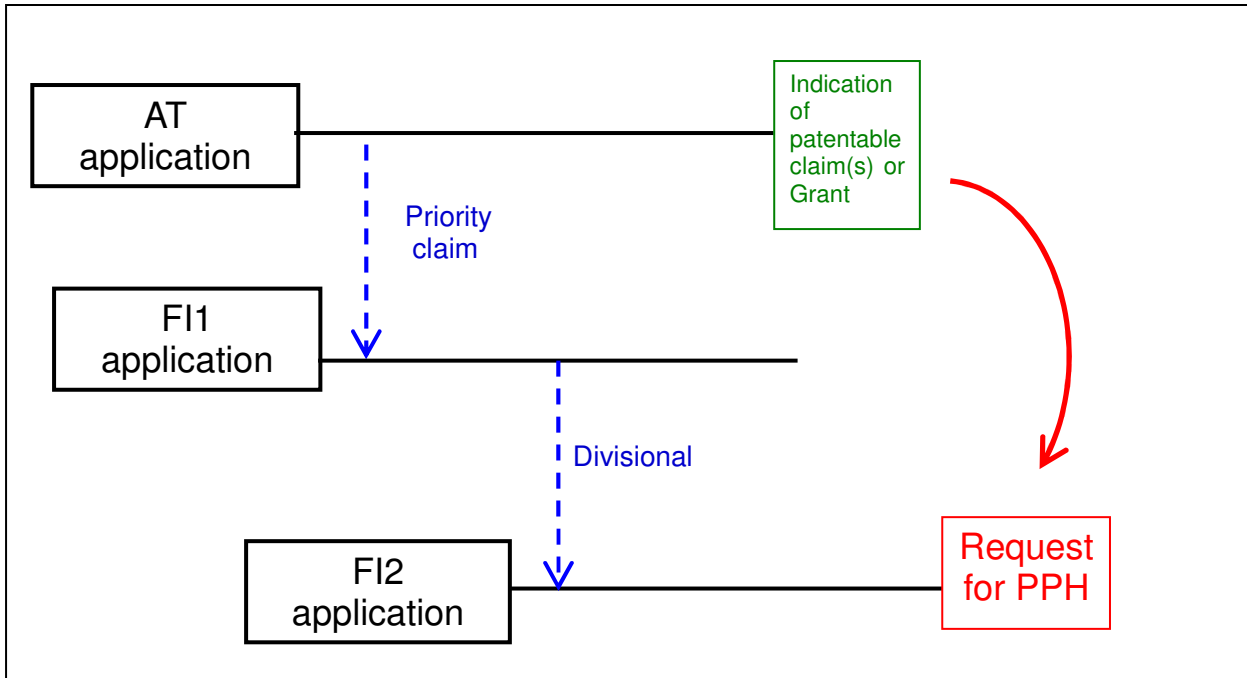 AT
application
Indication
of
patentable
claim(s) or
Grant
Priority
claim
FI1
application
Divisional
FI2
application
Request
for PPH